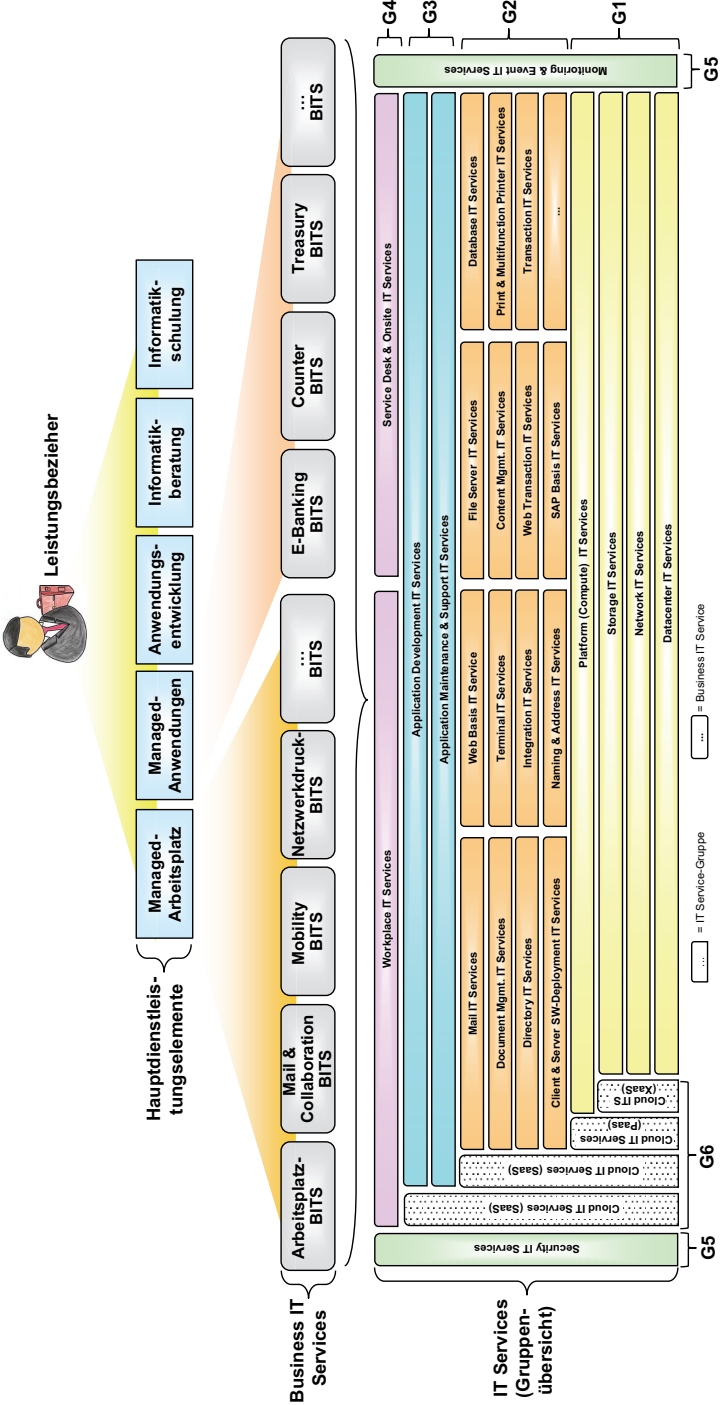 Leistungsbezieher
Hauptdienstleis-
tungselemente
Managed-
Arbeitsplatz
Managed-
Anwendungen
Anwendungs-
entwicklung
Informatik-
beratung
Informatik-
schulung
Business IT
Services
Arbeitsplatz-
BITS
Mail &
Collaboration
BITS
Mobility
BITS
Netzwerkdruck-
BITS
...
BITS
E-Banking
BITS
Counter
BITS
Treasury
BITS
...
BITS
IT Services
(Gruppen-
übersicht)
Security IT Services
Workplace IT Services
Service Desk & Onsite IT Services
G4
Cloud IT Services (SaaS)
Application Development IT Services
Application Maintenance & Support IT Services
G3
Cloud IT Services (SaaS)
Mail IT Services
Web Basis IT Service
File Server IT Services
Database IT Services
Document Mgmt. IT Services
Terminal IT Services
Content Mgmt. IT Services
Print & Multifunction Printer IT Services
Directory IT Services
Integration IT Services
Web Transaction IT Services
Transaction IT Services
Client & Server SW-Deployment IT Services
Naming & Address IT Services
SAP Basis IT Services
...
G2
Cloud IT Services
(Paas)
Platform (Compute) IT Services
Cloud ITS
(XaaS)
Storage IT Services
Network IT Services
Datacenter IT Services
G1
Monitoring & Event IT Services
G5
G6
G5
... = IT Service-Gruppe
... = Business IT Service